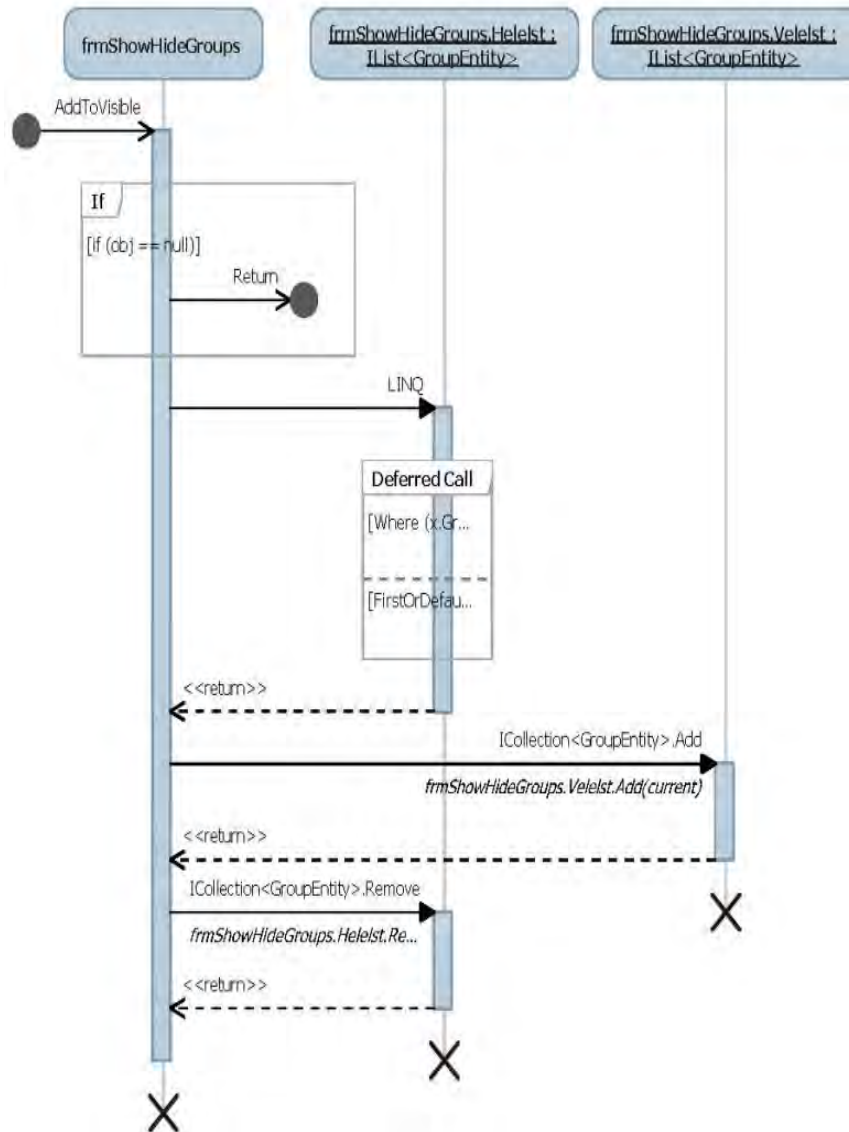 frmShowHideGroups
frmShowHideGroups.Helelst :
IList<GroupEntity>
frmShowHideGroups.Velelst :
IList<GroupEntity>
AddToVisible
If
[if (obj == null)]
Return
LINQ
Deferred Call
[Where (x.Gr...
[FirstOrDefau...
<<return>>
ICollection<GroupEntity>.Add
frmShowHideGroups.Velelst.Add(current)
<<return>>
ICollection<GroupEntity>.Remove
frmShowHideGroups.Helelst.Re...
<<return>>